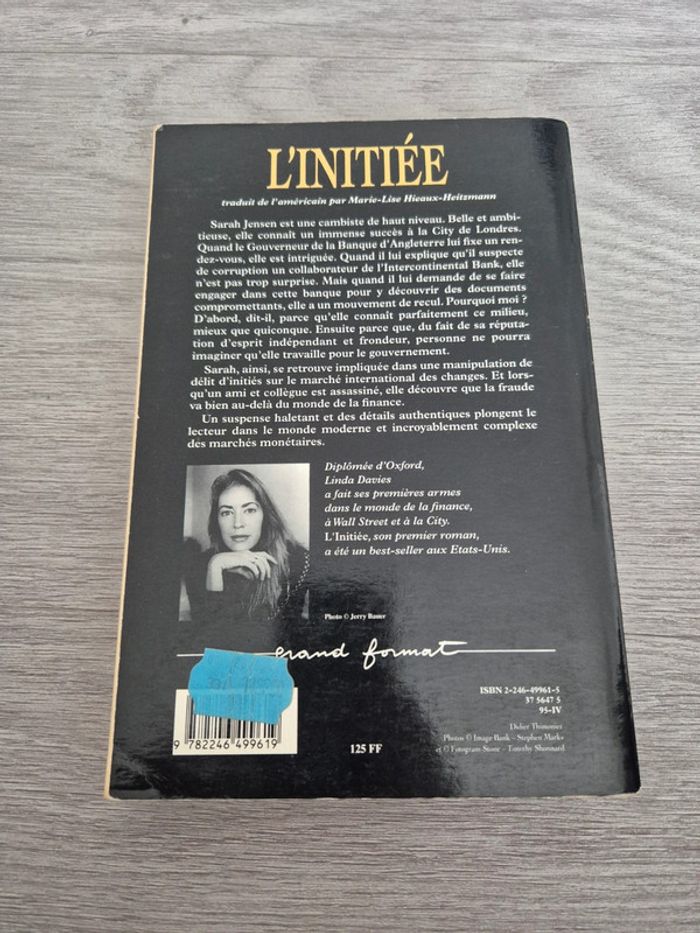 L'INITIÉE
traduit de l'américain par Marie-Lise Hieaux-Heitzmann
Sarah Jensen est une cambiste de haut niveau. Belle et ambi-
tieuse, elle connaît un immense succès à la City de Londres.
Quand le Gouverneur de la Banque d'Angleterre lui fixe un ren-
dez-vous, elle est intriguée. Quand il lui explique qu'il suspecte
de corruption un collaborateur de l'Intercontinental Bank, elle
n'est pas trop surprise. Mais quand il lui demande de se faire
engager dans cette banque pour y découvrir des documents
compromettants, elle a un mouvement de recul. Pourquoi moi ?
D'abord, dit-il, parce qu'elle connaît parfaitement ce milieu,
mieux que quiconque. Ensuite parce que, du fait de sa réputa-
tion d'esprit indépendant et frondeur, personne ne pourra
imaginer qu'elle travaille pour le gouvernement.
Sarah, ainsi, se retrouve impliquée dans une manipulation de
délit d'initiés sur le marché international des changes. Et lors-
qu'un ami et collègue est assassiné, elle découvre que la fraude
va bien au-delà du monde de la finance.
Un suspense haletant et des détails authentiques plongent le
lecteur dans le monde moderne et incroyablement complexe
des marchés monétaires.
Diplômée d'Oxford,
Linda Davies
a fait ses premières armes
dans le monde de la finance,
à Wall Street et à la City.
L'Initiée, son premier roman,
a été un best-seller aux Etats-Unis.
Photo © Jerry Bauer
grand format
ISBN 2-246-49961-5
37 5647 5
95-IV
Didier Thimonier
Photos © Image Bank – Stephen Marks
et © Fotogram-Stone – Timothy Shonnard
9 782246 499619
125 FF